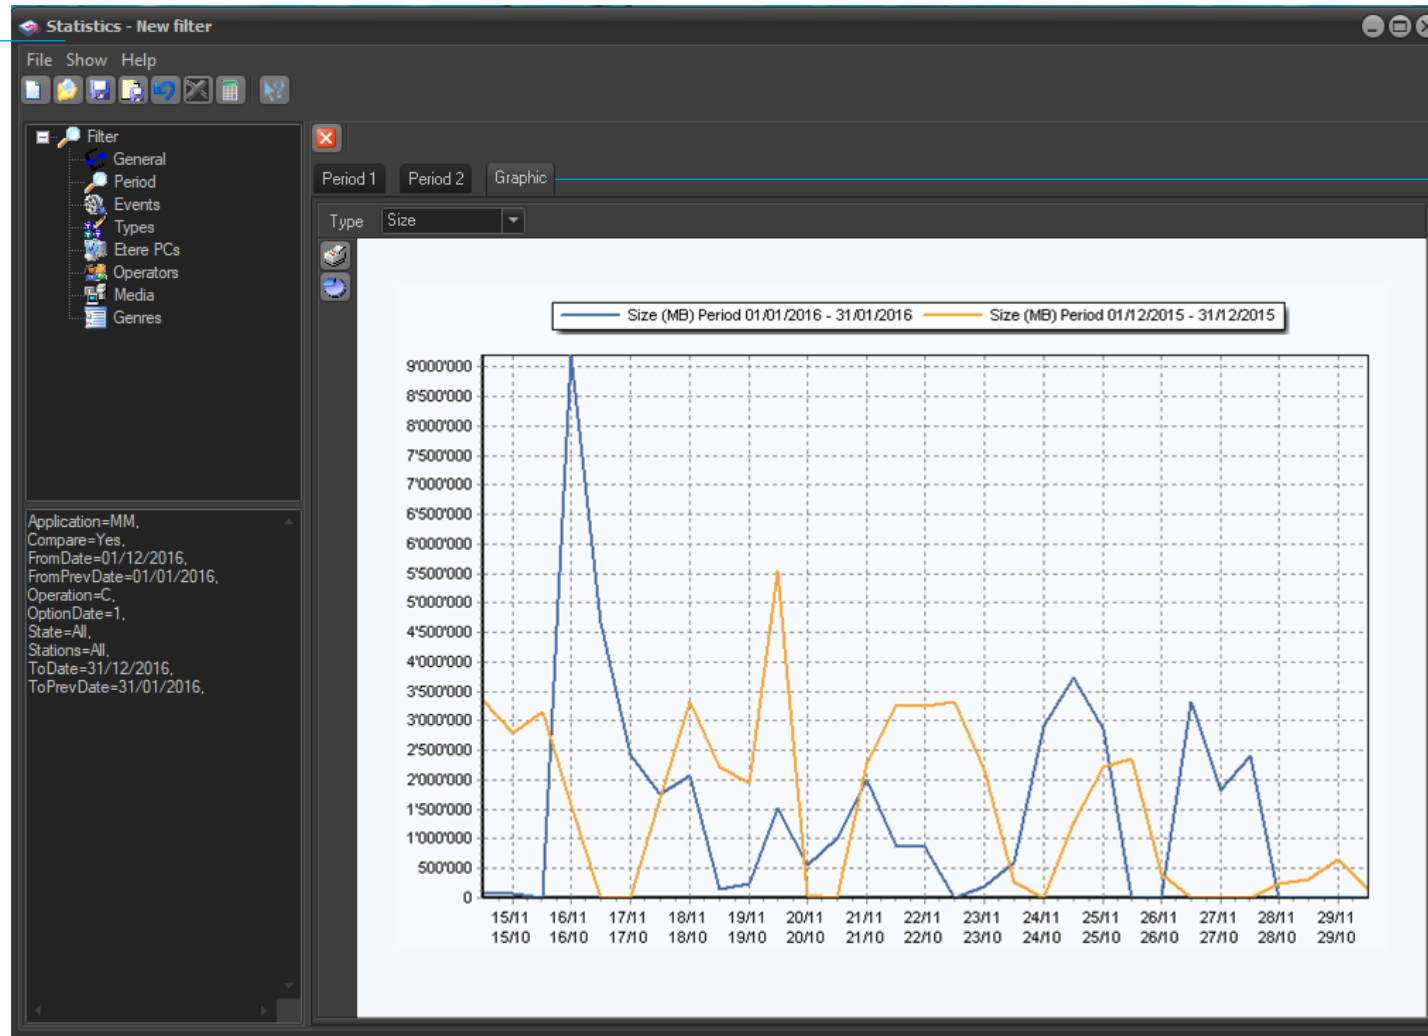 Statistics - New filter
File Show Help
Filter
General
Period
Events
Types
Etere PCs
Operators
Media
Genres
Application=MM,
Compare=Yes,
FromDate=01/12/2016,
FromPrevDate=01/01/2016,
Operation=C,
OptionDate=1,
State=All,
Stations=All,
ToDate=31/12/2016,
ToPrevDate=31/01/2016,
Period 1 Period 2 Graphic
Type Size
Size (MB) Period 01/01/2016 - 31/01/2016 Size (MB) Period 01/12/2015 - 31/12/2015
9'000'000
8'500'000
8'000'000
7'500'000
7'000'000
6'500'000
6'000'000
5'500'000
5'000'000
4'500'000
4'000'000
3'500'000
3'000'000
2'500'000
2'000'000
1'500'000
1'000'000
500'000
0
15/11 16/11 17/11 18/11 19/11 20/11 21/11 22/11 23/11 24/11 25/11 26/11 27/11 28/11 29/11
15/10 16/10 17/10 18/10 19/10 20/10 21/10 22/10 23/10 24/10 25/10 26/10 27/10 28/10 29/10